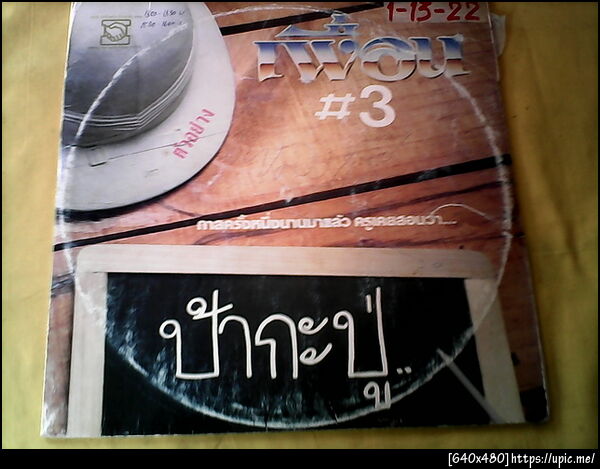 1-13-22
เพื่อน
#3
ตัวอย่าง
กาลครั้งหนึ่งนานมาแล้ว ครูเคยสอนว่า....
ป้ากะปู่..
[640x480]https://upic.me/